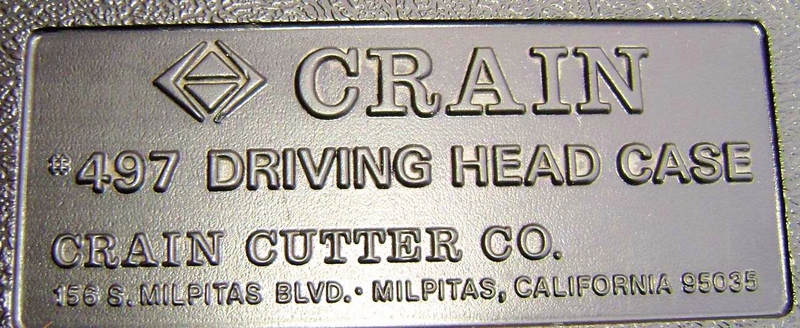 CRAIN
#497 DRIVING HEAD CASE
CRAIN CUTTER CO.
156 S. MILPITAS BLVD. · MILPITAS, CALIFORNIA 95035